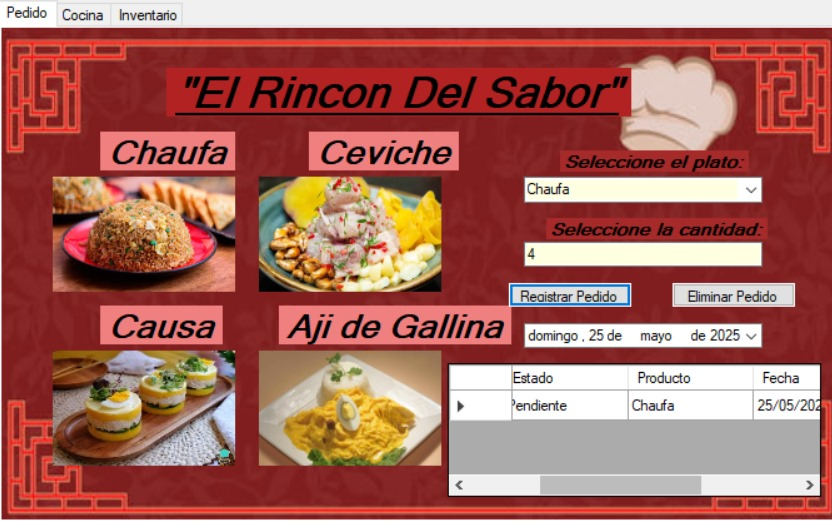 Pedido Cocina Inventario
"El Rincon Del Sabor"
Chaufa
Ceviche
Causa
Aji de Gallina
Seleccione el plato:
Chaufa
Seleccione la cantidad:
4
Registrar Pedido Eliminar Pedido
domingo , 25 de mayo de 2025
Estado Producto Fecha
Pendiente Chaufa 25/05/202